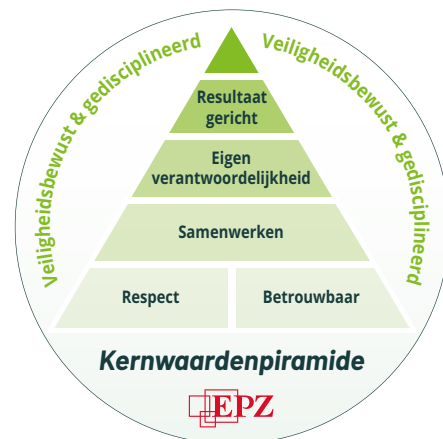 Veiligheidsbewust & gedisciplineerd
Veiligheidsbewust & gedisciplineerd
Resultaat
gericht
Eigen
verantwoordelijkheid
Samenwerken
Respect
Betrouwbaar
Kernwaardenpiramide
EPZ